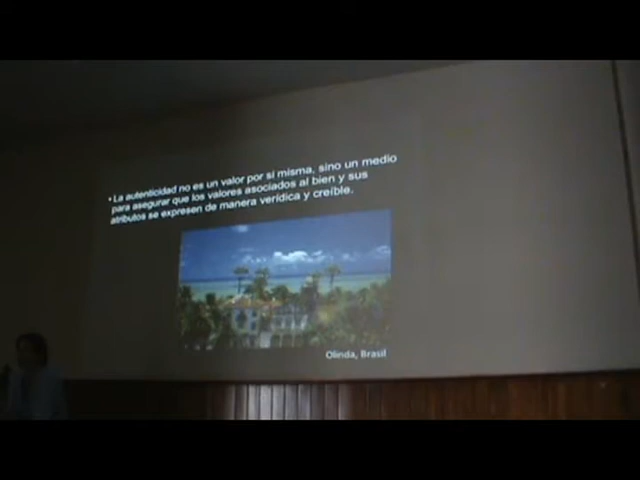 • La autenticidad no es un valor por sí misma, sino un medio
para asegurar que los valores asociados al bien y sus
atributos se expresen de manera verídica y creíble.
Olinda, Brasil